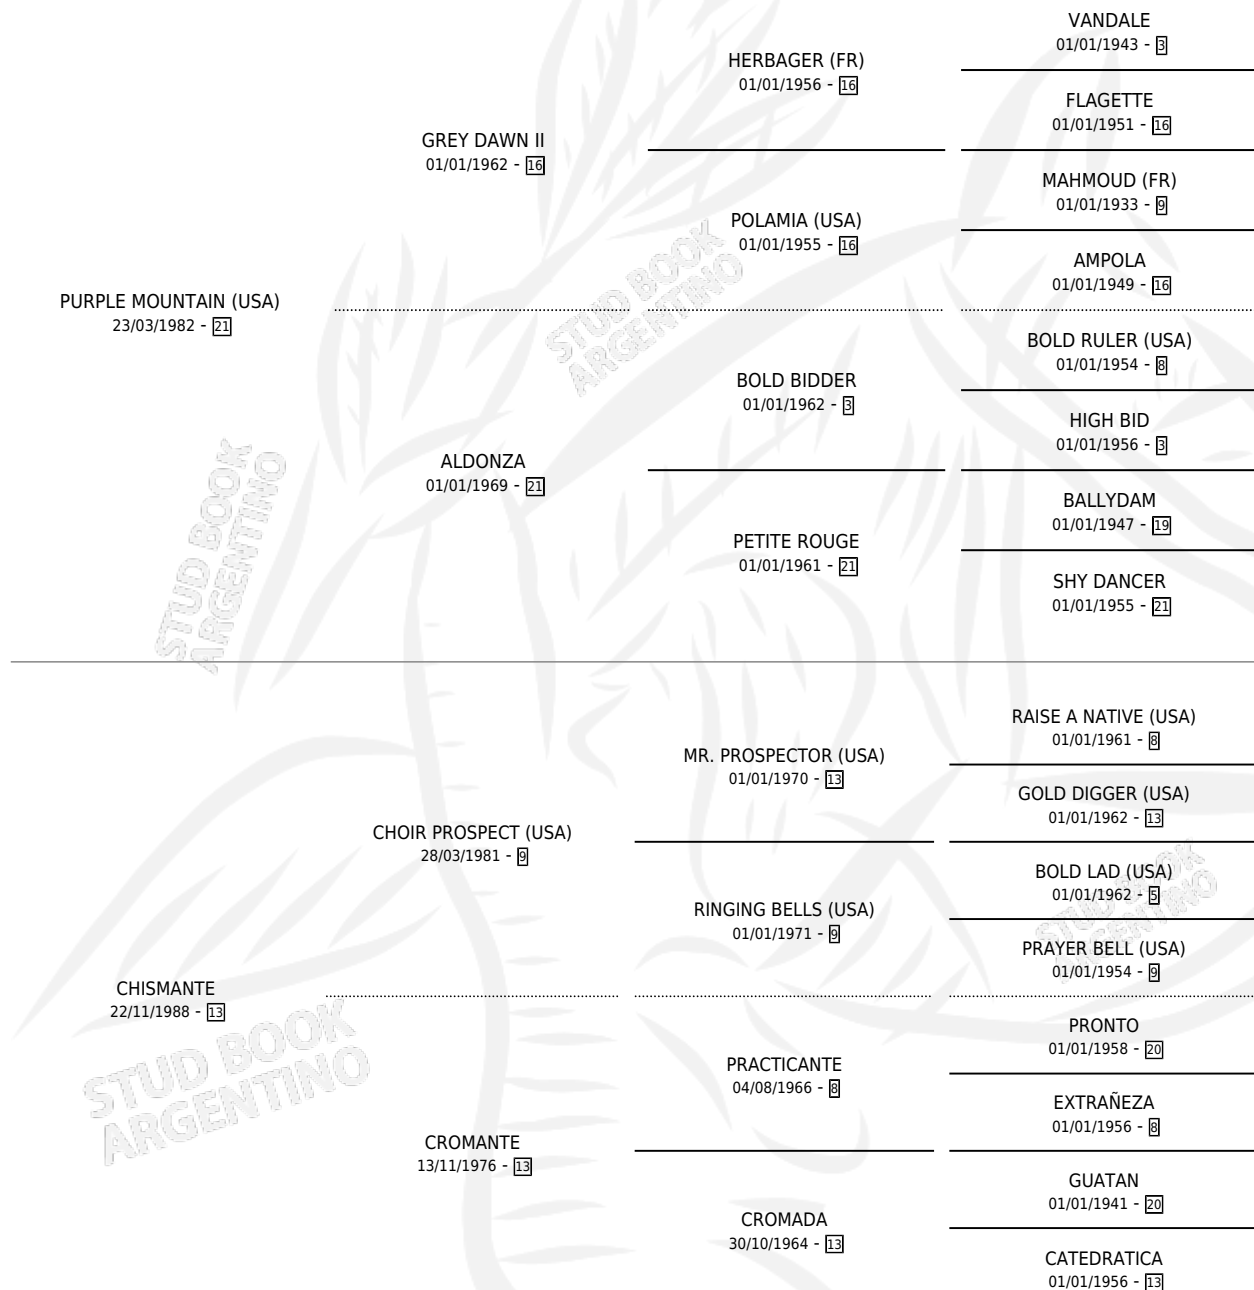 VANDALE
01/01/1943 - 3
HERBAGER (FR)
01/01/1956 - 16
FLAGETTE
01/01/1951 - 16
GREY DAWN II
01/01/1962 - 16
MAHMOUD (FR)
01/01/1933 - 9
POLAMIA (USA)
01/01/1955 - 16
AMPOLA
01/01/1949 - 16
PURPLE MOUNTAIN (USA)
23/03/1982 - 21
BOLD RULER (USA)
01/01/1954 - 8
BOLD BIDDER
01/01/1962 - 3
HIGH BID
01/01/1956 - 3
ALDONZA
01/01/1969 - 21
BALLYDAM
01/01/1947 - 19
PETITE ROUGE
01/01/1961 - 21
SHY DANCER
01/01/1955 - 21
STUD BOOK
ARGENTINO
STUD BOOK
ARGENTINO
RAISE A NATIVE (USA)
01/01/1961 - 8
MR. PROSPECTOR (USA)
01/01/1970 - 13
GOLD DIGGER (USA)
01/01/1962 - 13
CHOIR PROSPECT (USA)
28/03/1981 - 9
BOLD LAD (USA)
01/01/1962 - 5
RINGING BELLS (USA)
01/01/1971 - 9
PRAYER BELL (USA)
01/01/1954 - 9
CHISMANTE
22/11/1988 - 13
PRONTO
01/01/1958 - 20
PRACTICANTE
04/08/1966 - 8
EXTRAÑEZA
01/01/1956 - 8
CROMANTE
13/11/1976 - 13
GUATAN
01/01/1941 - 20
CROMADA
30/10/1964 - 13
CATEDRATICA
01/01/1956 - 13
STUD BOOK
ARGENTINO
STUD BOOK
ARGENTINO